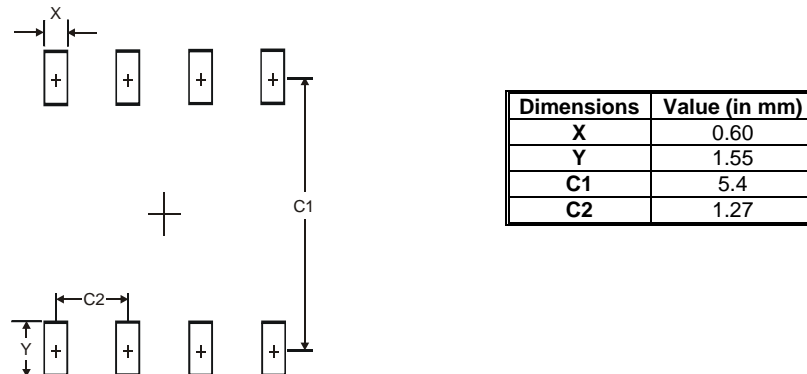 X
C1
C2
Y
Dimensions Value (in mm)
X 0.60
Y 1.55
C1 5.4
C2 1.27